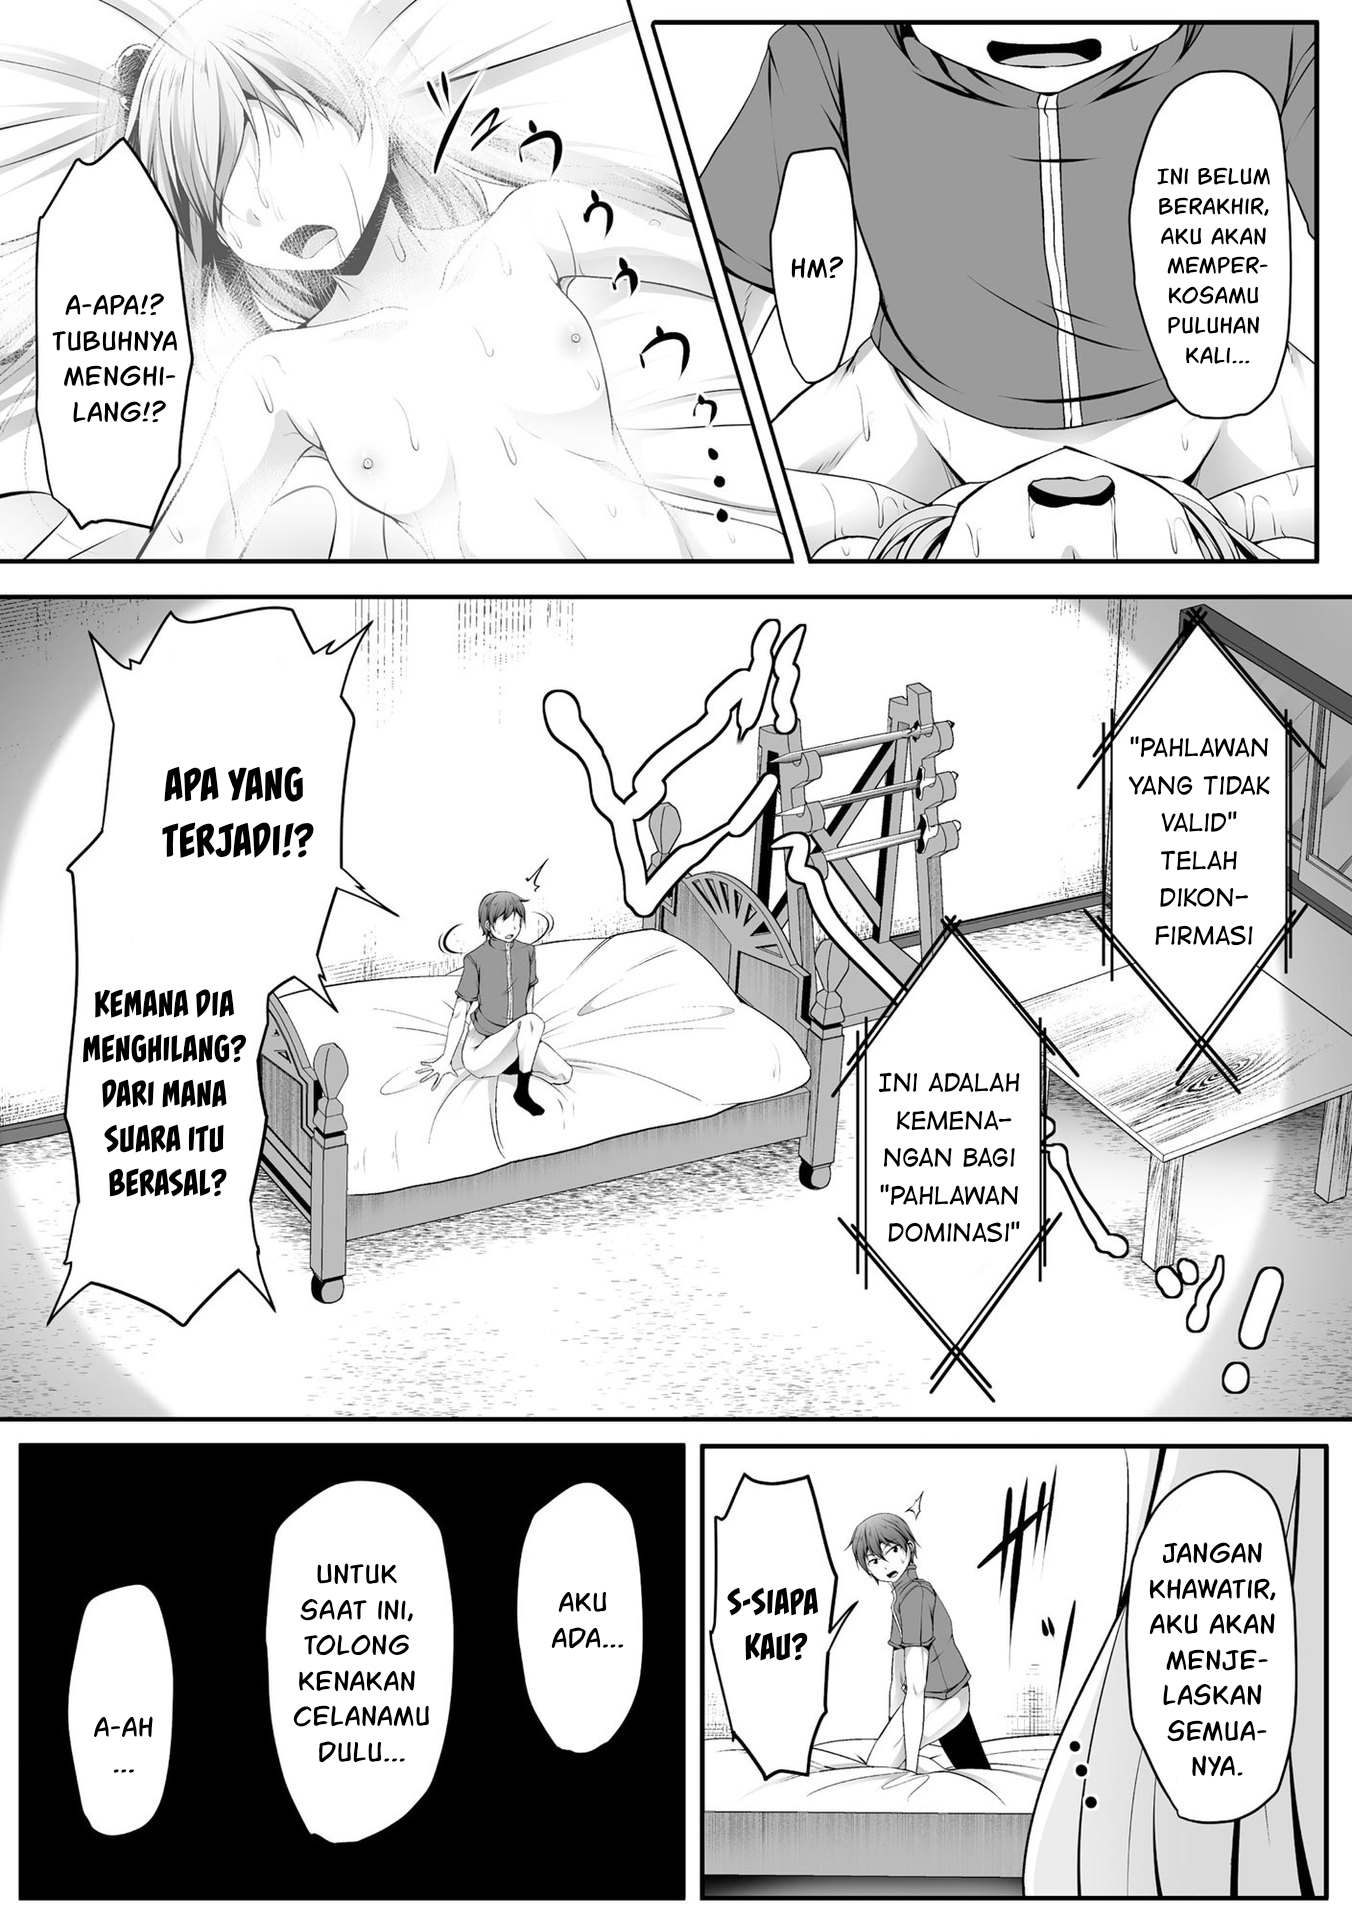 INI BELUM
BERAKHIR,
AKU AKAN
MEMPER-
KOSAMU
PULUHAN
KALI...
HM?
A-APA!?
TUBUHNYA
MENGHI-
LANG!?
"PAHLAWAN
YANG TIDAK
VALID"
TELAH
DIKON-
FIRMASI
INI ADALAH
KEMENA-
NGAN BAGI
"PAHLAWAN
DOMINASI"
APA YANG
TERJADI!?
KEMANA DIA
MENGHILANG?
DARI MANA
SUARA ITU
BERASAL?
JANGAN
KHAWATIR,
AKU AKAN
MENJE-
LASKAN
SEMUA-
NYA.
S-SIAPA
KAU?
AKU
ADA...
UNTUK
SAAT INI,
TOLONG
KENAKAN
CELANAMU
DULU...
A-AH
...